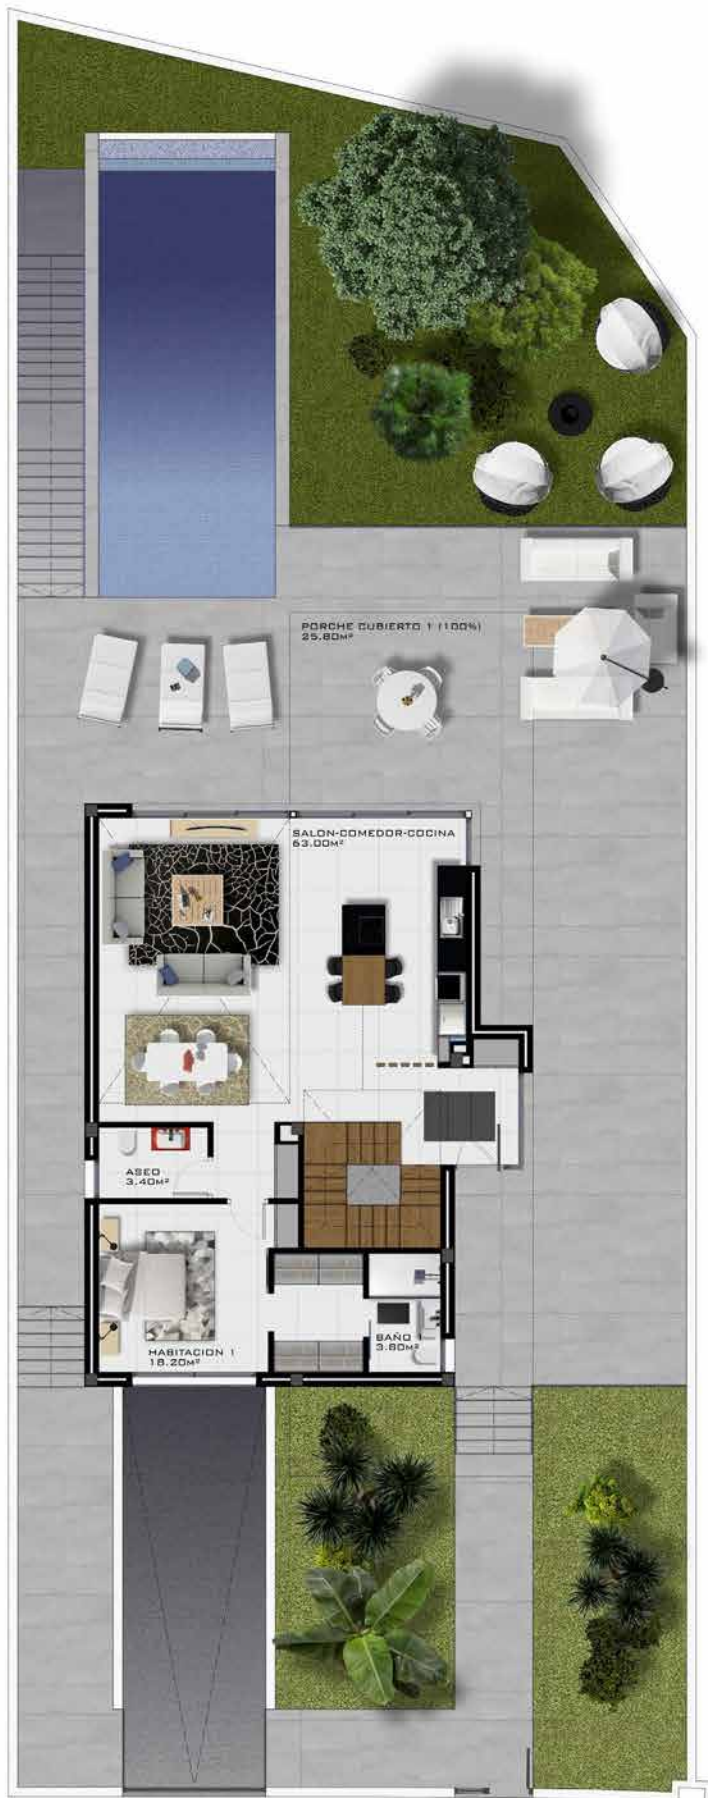 PORCHE CUBIERTO 1 (100%)
25.80M²
SALON-COMEDOR-COCINA
63.00M²
ASEO
3.40M²
HABITACION 1
18.20M²
BAÑO 1
3.80M²